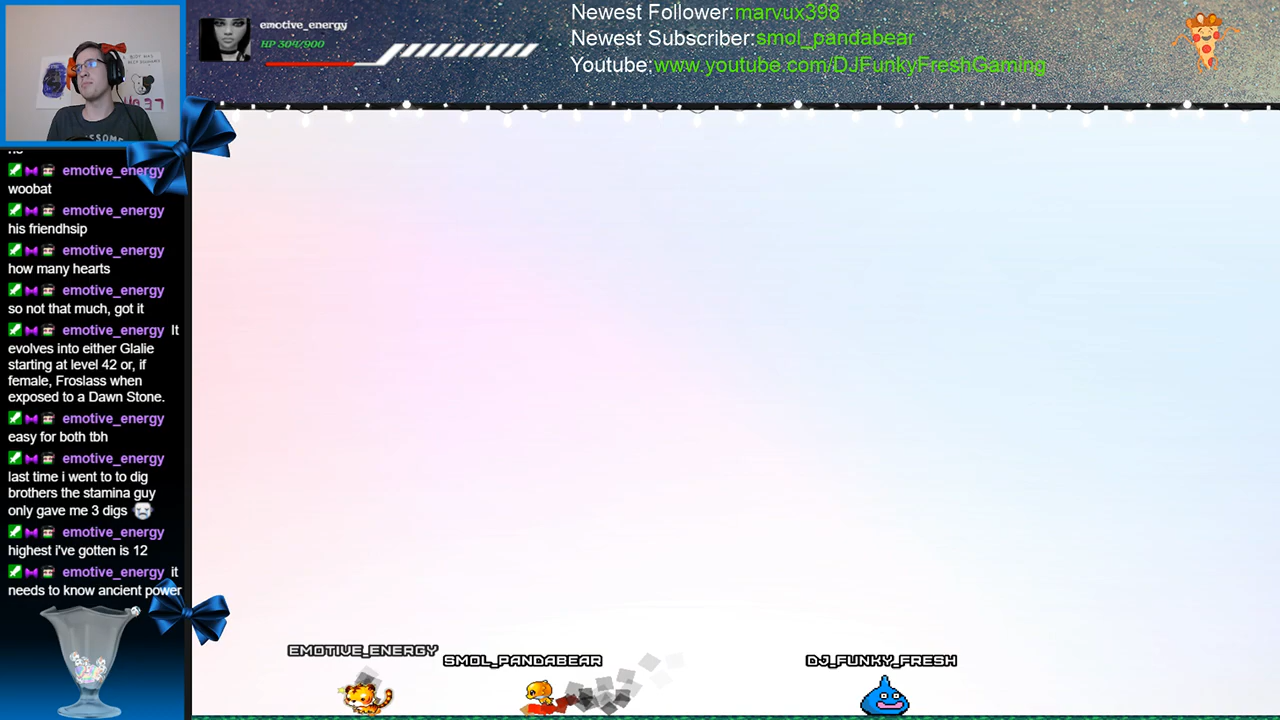 emotive_energy
HP 304/900
Newest Follower:marvux398
Newest Subscriber:smol_pandabear
Youtube;www.youtube.com/DJFunkyFreshGaming
emotive_energy
woobat
emotive_energy
his friendhsip
emotive_energy
how many hearts
emotive_energy
so not that much, got it
emotive_energy It
evolves into either Glalie
starting at level 42 or, if
female, Froslass when
exposed to a Dawn Stone.
emotive_energy
easy for both tbh
emotive_energy
last time i went to to dig
brothers the stamina guy
only gave me 3 digs
emotive_energy
highest i've gotten is 12
emotive_energy it
needs to know ancient power
EMOTIVE_ENERGY
SMOL_PANDABEAR
DJ_FUNKY_FRESH